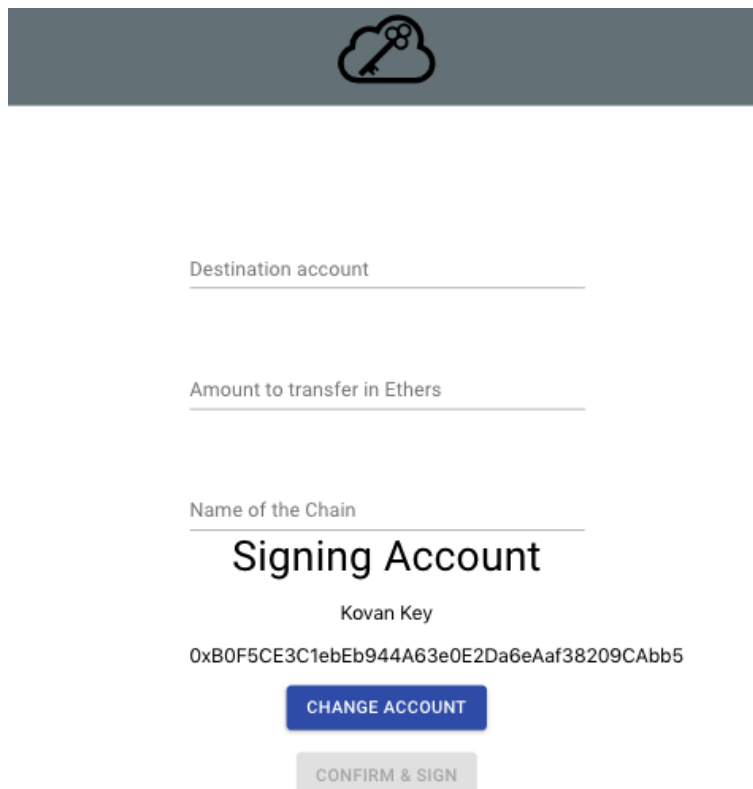 Destination account
Amount to transfer in Ethers
Name of the Chain
Signing Account
Kovan Key
0xB0F5CE3C1ebEb944A63e0E2Da6eAaf38209CAbb5
CHANGE ACCOUNT
CONFIRM & SIGN